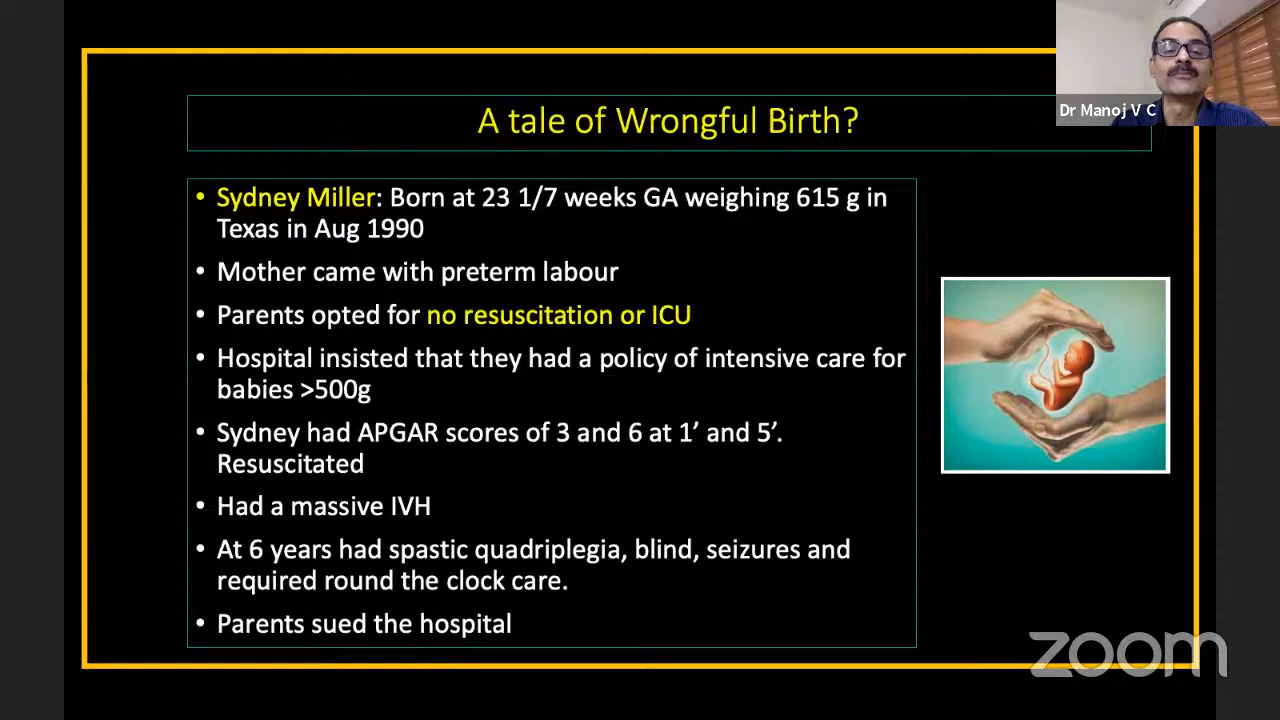 Dr Manoj V C
A tale of Wrongful Birth?
• Sydney Miller: Born at 23 1/7 weeks GA weighing 615 g in
Texas in Aug 1990
• Mother came with preterm labour
• Parents opted for no resuscitation or ICU
• Hospital insisted that they had a policy of intensive care for
babies >500g
• Sydney had APGAR scores of 3 and 6 at 1’ and 5’.
Resuscitated
• Had a massive IVH
• At 6 years had spastic quadriplegia, blind, seizures and
required round the clock care.
• Parents sued the hospital
zoom